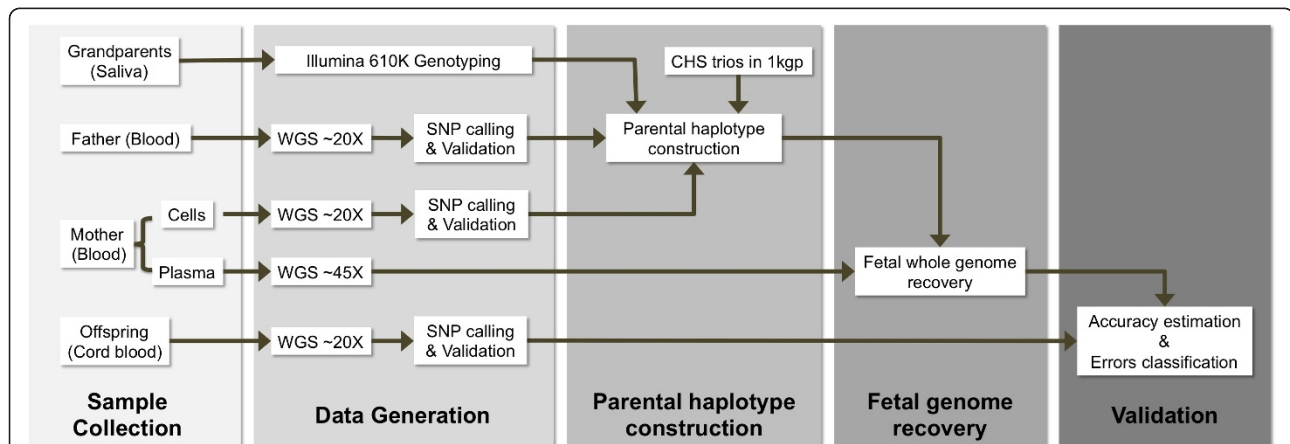 Grandparents
(Saliva)
Illumina 610K Genotyping
CHS trios in 1kgp
Father (Blood)
WGS ~20X
SNP calling
& Validation
Parental haplotype
construction
Mother
(Blood)
Cells
WGS ~20X
SNP calling
& Validation
Plasma
WGS ~45X
Fetal whole genome
recovery
Offspring
(Cord blood)
WGS ~20X
SNP calling
& Validation
Accuracy estimation
&
Errors classification
Sample
Collection
Data Generation
Parental haplotype
construction
Fetal genome
recovery
Validation